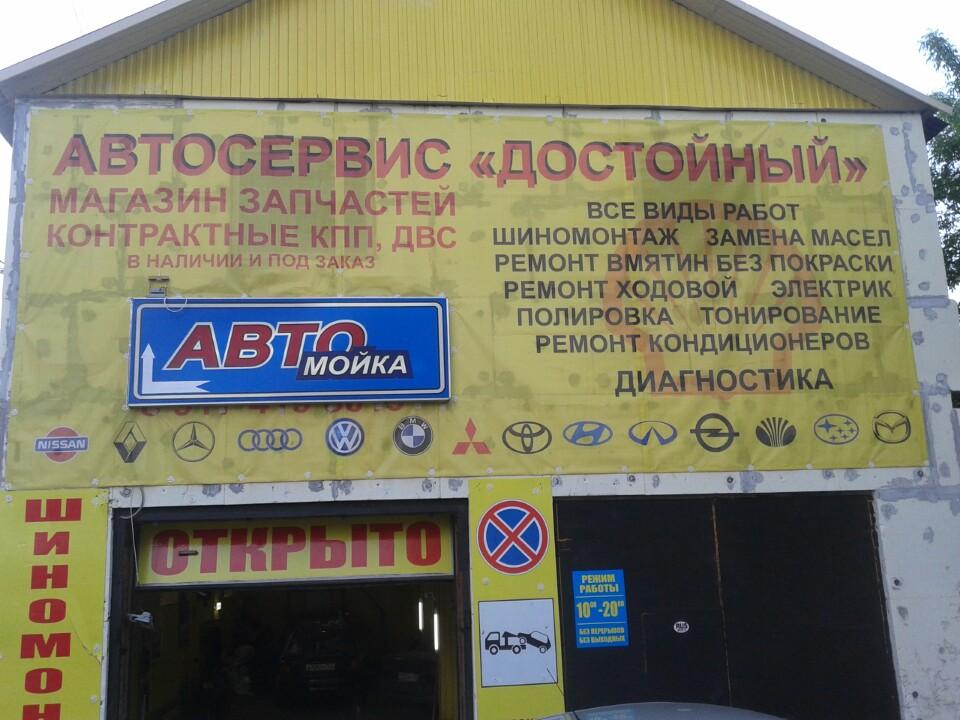 АВТОСЕРВИС «ДОСТОЙНЫЙ»
МАГАЗИН ЗАПЧАСТЕЙ
КОНТРАКТНЫЕ КПП, ДВС
В НАЛИЧИИ И ПОД ЗАКАЗ
ВСЕ ВИДЫ РАБОТ
ШИНОМОНТАЖ ЗАМЕНА МАСЕЛ
РЕМОНТ ВМЯТИН БЕЗ ПОКРАСКИ
РЕМОНТ ХОДОВОЙ ЭЛЕКТРИК
ПОЛИРОВКА ТОНИРОВАНИЕ
РЕМОНТ КОНДИЦИОНЕРОВ
ДИАГНОСТИКА
АВТО
МОЙКА
NISSAN
BMW
ШИНОМОН
ОТКРЫТО
РЕЖИМ
РАБОТЫ
10⁰⁰-20⁰⁰
БЕЗ ПЕРЕРЫВОВ
БЕЗ ВЫХОДНЫХ